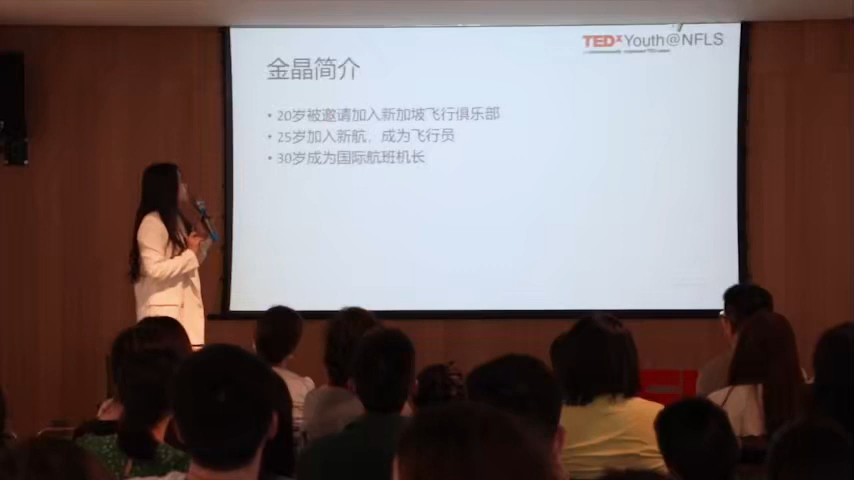 TEDxYouth@NFLS
金晶简介
• 20岁被邀请加入新加坡飞行俱乐部
• 25岁加入新航，成为飞行员
• 30岁成为国际航班机长